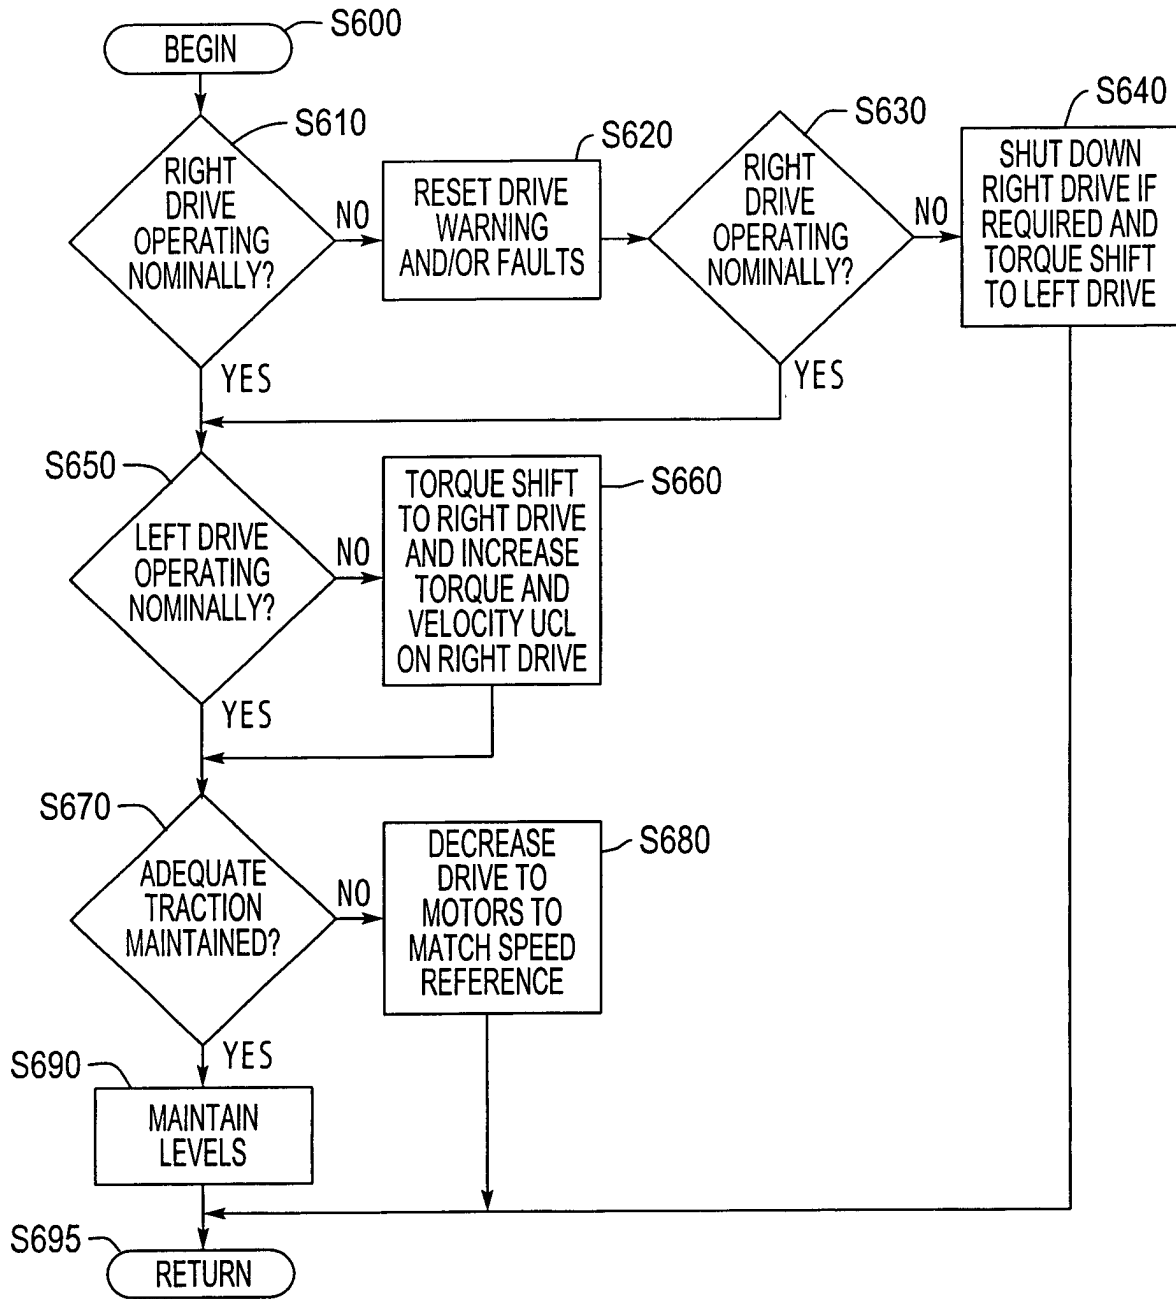 BEGIN
S600
S610
RIGHT
DRIVE
OPERATING
NOMINALLY?
NO
YES
S620
RESET DRIVE
WARNING
AND/OR FAULTS
S630
RIGHT
DRIVE
OPERATING
NOMINALLY?
NO
YES
S640
SHUT DOWN
RIGHT DRIVE IF
REQUIRED AND
TORQUE SHIFT
TO LEFT DRIVE
S650
LEFT DRIVE
OPERATING
NOMINALLY?
NO
YES
S660
TORQUE SHIFT
TO RIGHT DRIVE
AND INCREASE
TORQUE AND
VELOCITY UCL
ON RIGHT DRIVE
S670
ADEQUATE
TRACTION
MAINTAINED?
NO
YES
S680
DECREASE
DRIVE TO
MOTORS TO
MATCH SPEED
REFERENCE
S690
MAINTAIN
LEVELS
S695
RETURN